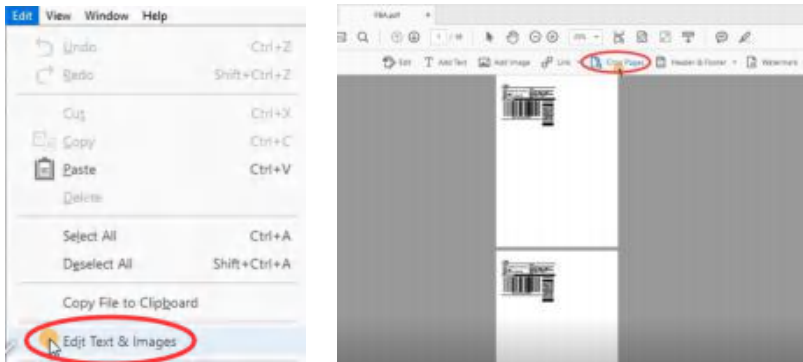 Edit View Window Help
Undo Ctrl+Z
Redo Shift+Ctrl+Z
Cut Ctrl+X
Copy Ctrl+C
Paste Ctrl+V
Delete
Select All Ctrl+A
Deselect All Shift+Ctrl+A
Copy File to Clipboard Edit Text & Images
FBA.pdf
Edit Add Text Add Image Link Crop Pages Header & Footer Watermark